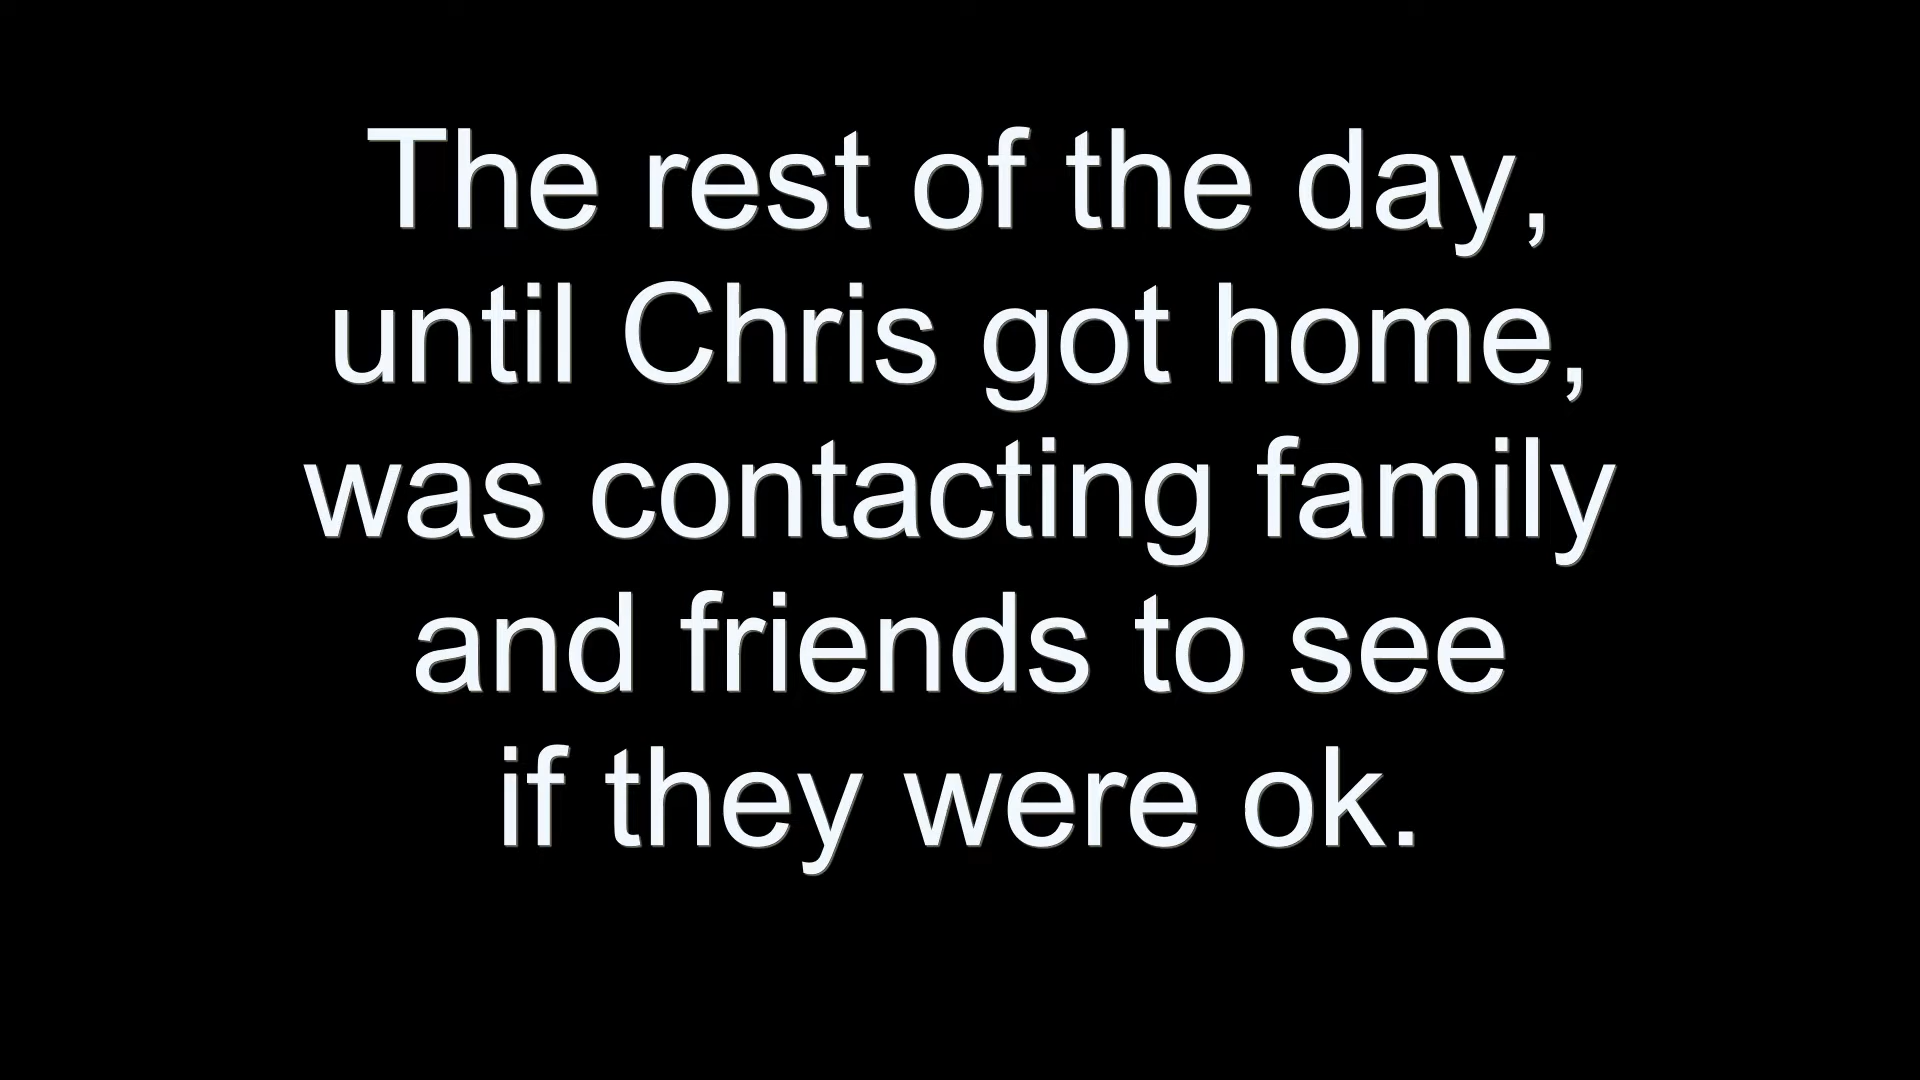 The rest of the day,
until Chris got home,
was contacting family
and friends to see
if they were ok.